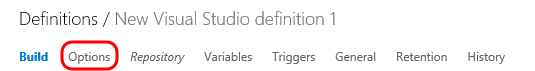 Definitions / New Visual Studio definition 1
Build Options Repository Variables Triggers General Retention History